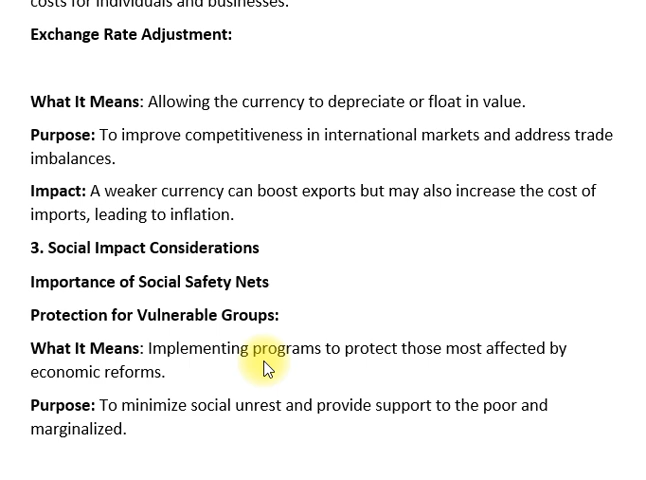 costs for individuals and businesses.
Exchange Rate Adjustment:
What It Means: Allowing the currency to depreciate or float in value.
Purpose: To improve competitiveness in international markets and address trade
imbalances.
Impact: A weaker currency can boost exports but may also increase the cost of
imports, leading to inflation.
3. Social Impact Considerations
Importance of Social Safety Nets
Protection for Vulnerable Groups:
What It Means: Implementing programs to protect those most affected by
economic reforms.
Purpose: To minimize social unrest and provide support to the poor and
marginalized.